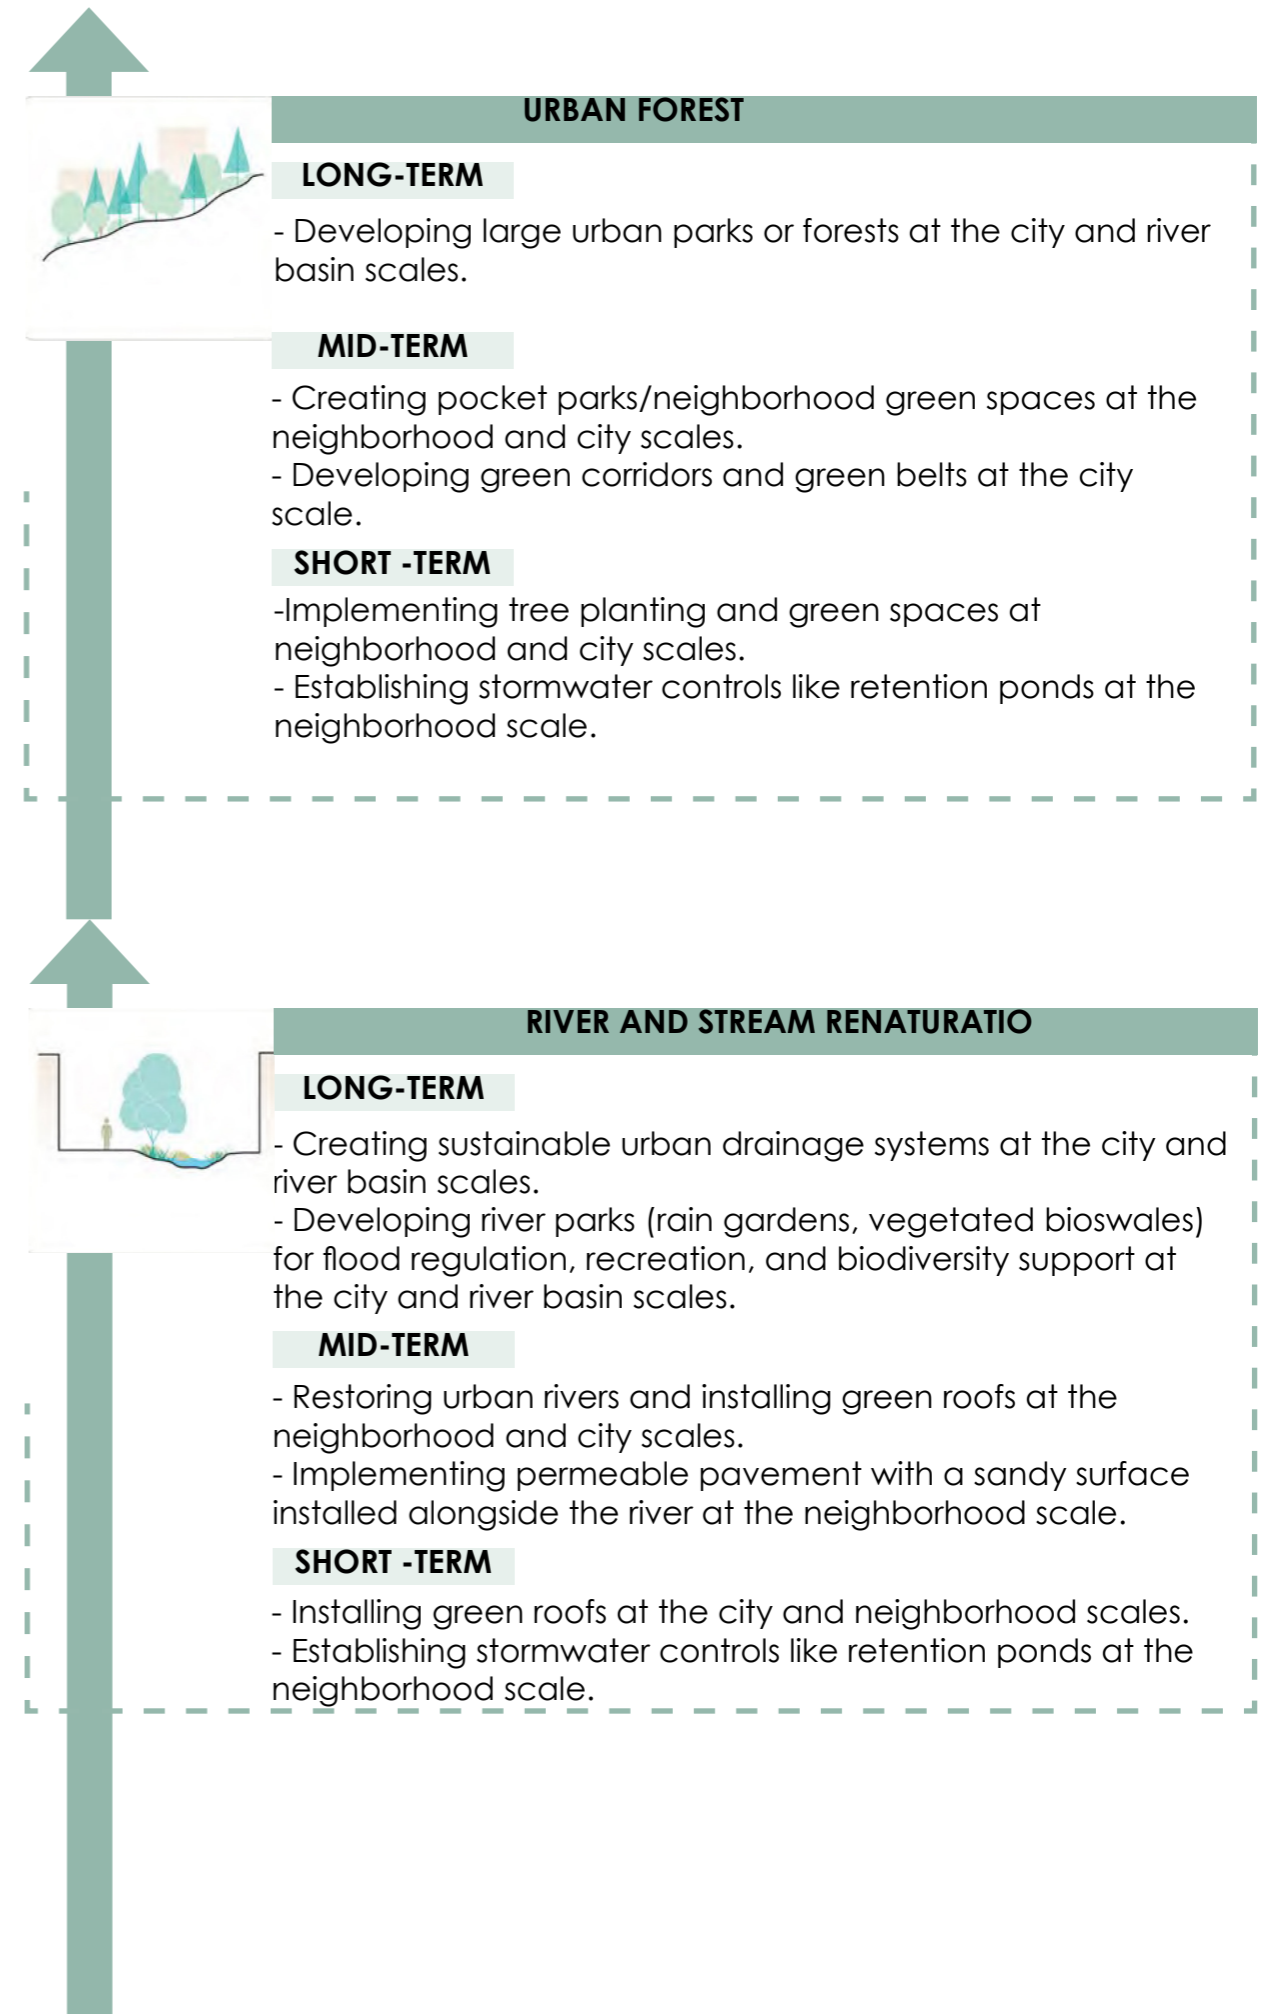 URBAN FOREST
LONG-TERM
- Developing large urban parks or forests at the city and river
basin scales.
MID-TERM
- Creating pocket parks/neighborhood green spaces at the
neighborhood and city scales.
- Developing green corridors and green belts at the city
scale.
SHORT -TERM
-Implementing tree planting and green spaces at
neighborhood and city scales.
- Establishing stormwater controls like retention ponds at the
neighborhood scale.
RIVER AND STREAM RENATURATIO
LONG-TERM
- Creating sustainable urban drainage systems at the city and
river basin scales.
- Developing river parks (rain gardens, vegetated bioswales)
for flood regulation, recreation, and biodiversity support at
the city and river basin scales.
MID-TERM
- Restoring urban rivers and installing green roofs at the
neighborhood and city scales.
- Implementing permeable pavement with a sandy surface
installed alongside the river at the neighborhood scale.
SHORT -TERM
- Installing green roofs at the city and neighborhood scales.
- Establishing stormwater controls like retention ponds at the
neighborhood scale.